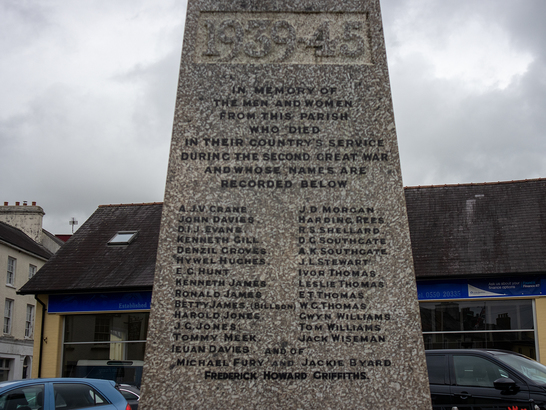 1939-45
IN MEMORY OF
THE MEN AND WOMEN
FROM THIS PARISH
WHO DIED
IN THEIR COUNTRY'S SERVICE
DURING THE SECOND GREAT WAR
AND WHOSE NAMES ARE
RECORDED BELOW
A.J.V. CRANE
JOHN DAVIES
D.I.J. EVANS
KENNETH GILL
DENZIL GROVES
HYWEL HUGHES
E.G. HUNT
KENNETH JAMES
RONALD JAMES
BETTY JAMES, (Billson)
HAROLD JONES
J.G. JONES
TOMMY MEEK
IEUAN DAVIES
J.D. MORGAN
HARDING REES
R.S. SHELLARD
D.G. SOUTHGATE
A.K. SOUTHGATE
J.L. STEWART
IVOR THOMAS
LESLIE THOMAS
E.T. THOMAS
W.G. THOMAS
GWYN WILLIAMS
TOM WILLIAMS
JACK WISEMAN
AND OF
MICHAEL FURY AND JACKIE BYARD
FREDERICK HOWARD GRIFFITHS.